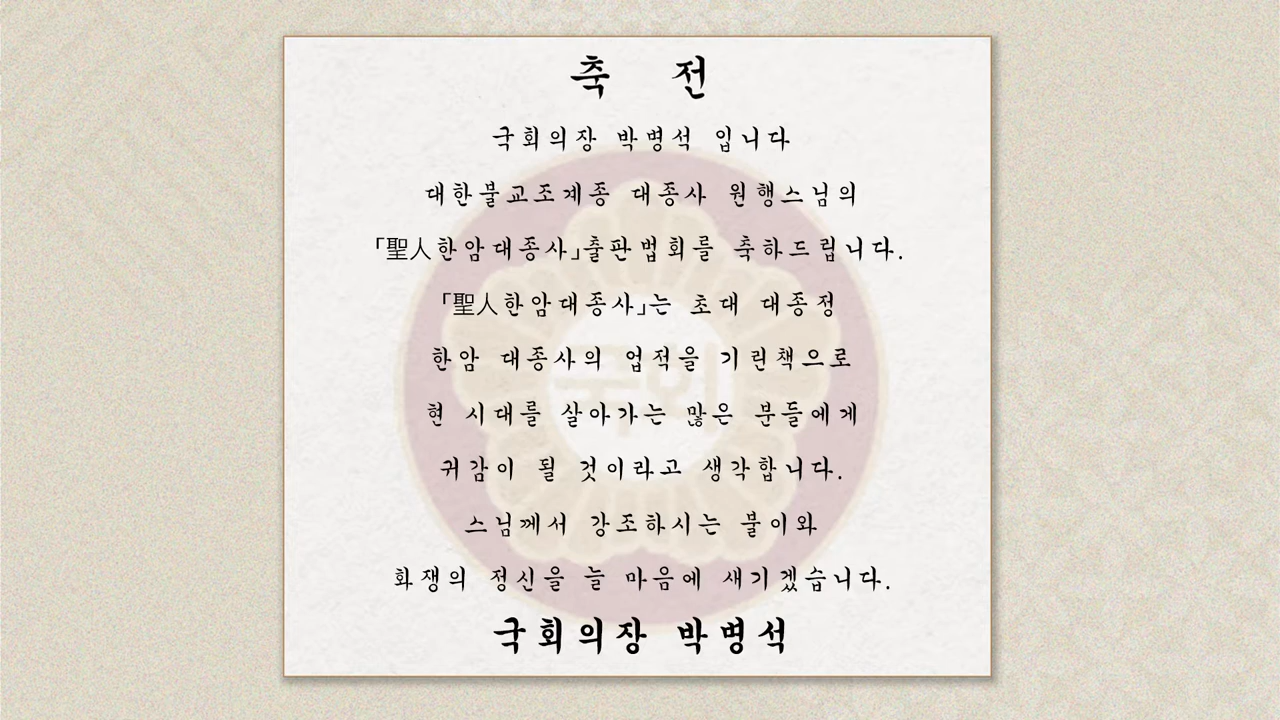 축 전
국회의장 박병석 입니다
대한불교조계종 대종사 원행스님의
「聖人한암대종사」출판법회를 축하드립니다.
「聖人한암대종사」는 초대 대종정
한암 대종사의 업적을 기린책으로
현 시대를 살아가는 많은 분들에게
귀감이 될 것이라고 생각합니다.
스님께서 강조하시는 불이와
화쟁의 정신을 늘 마음에 새기겠습니다.
국회의장 박병석
국회